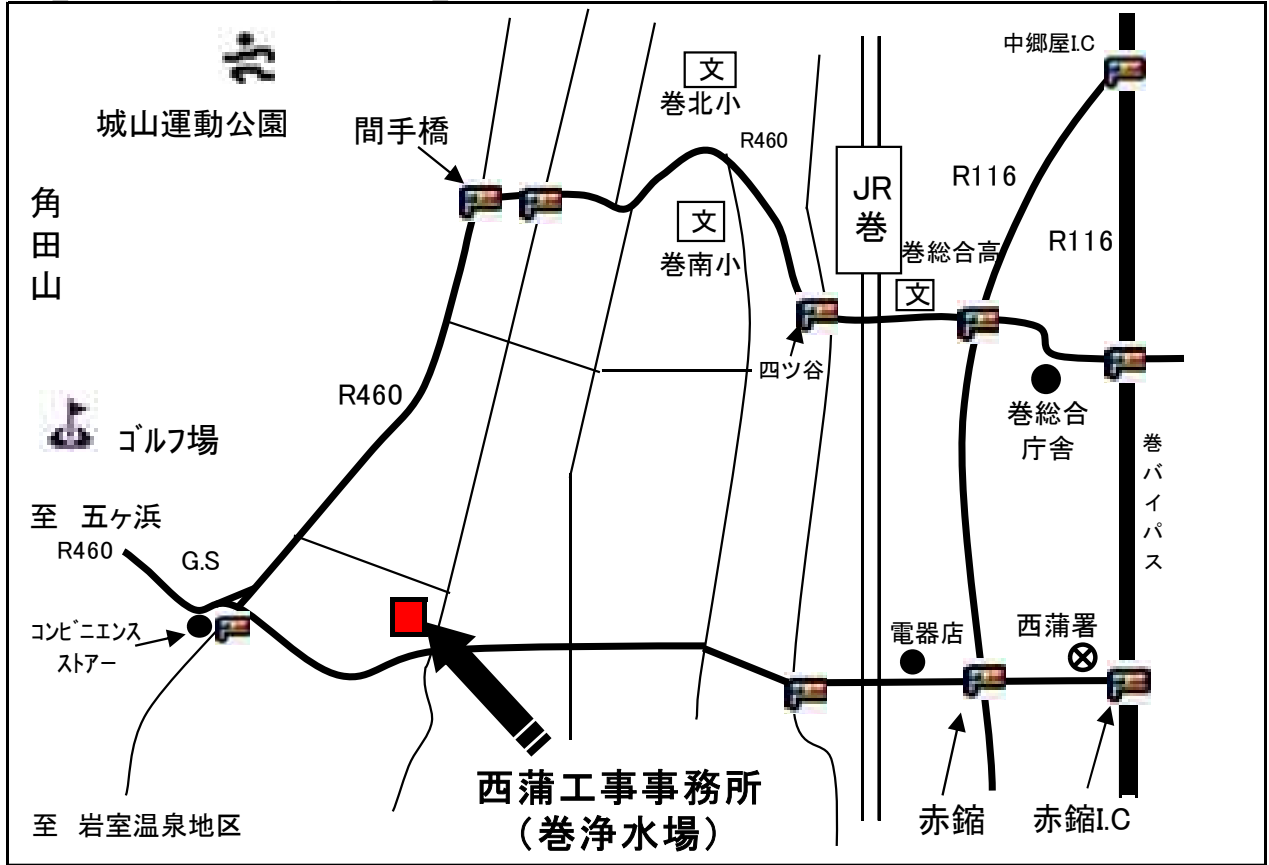 中郷屋I.C
文
巻北小
城山運動公園
間手橋
R460
JR
巻
R116
角
田
山
文
巻南小
R116
巻総合高
文
四ツ谷
R460
巻総合
庁舎
ゴルフ場
巻
バ
イ
パ
ス
至 五ヶ浜
R460
G.S
コンビニエンス
ストアー
電器店
西蒲署
西蒲工事事務所
(巻浄水場)
至 岩室温泉地区
赤鏥
赤鏥I.C